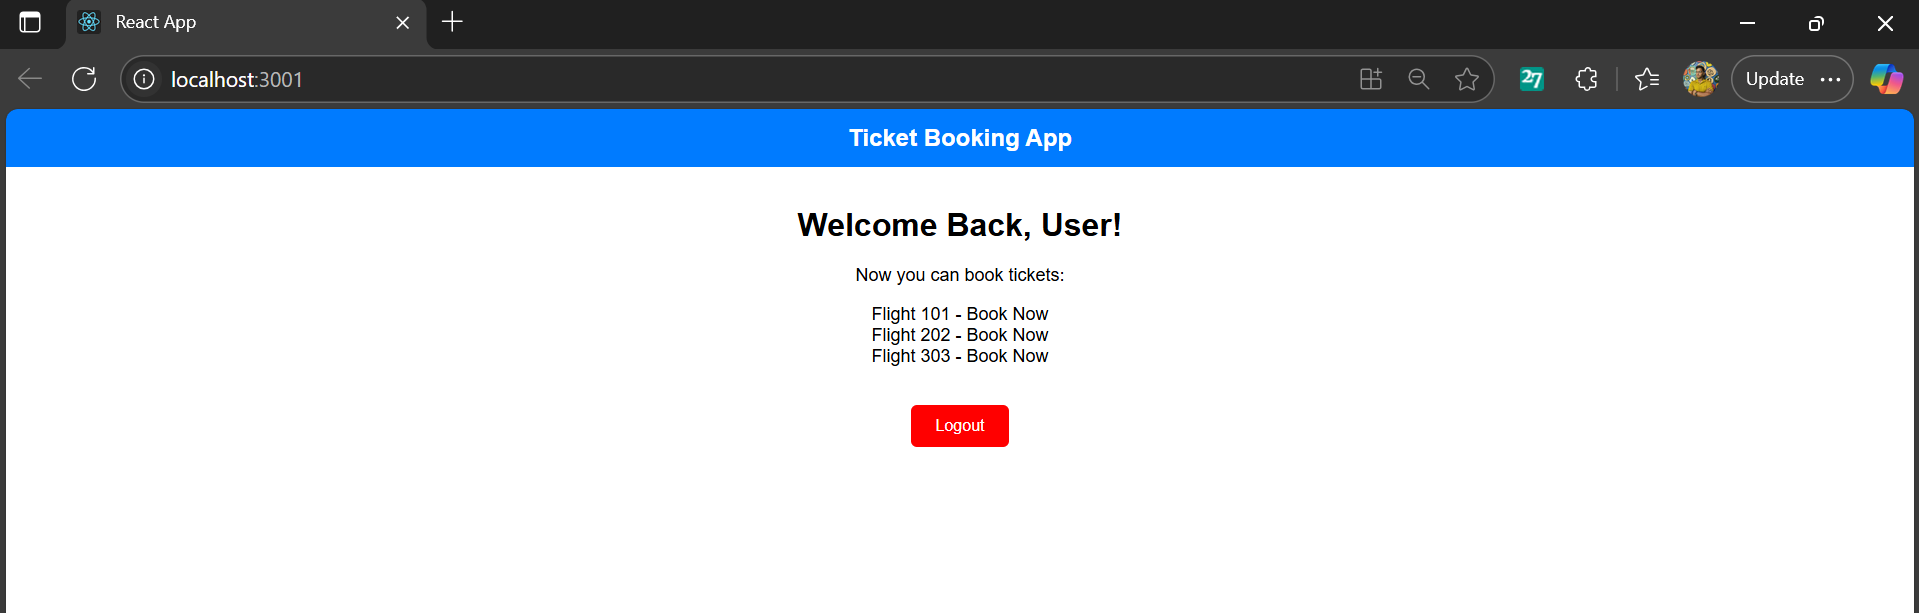 React App
localhost:3001
27
Update
Ticket Booking App
Welcome Back, User!
Now you can book tickets:
Flight 101 - Book Now
Flight 202 - Book Now
Flight 303 - Book Now
Logout